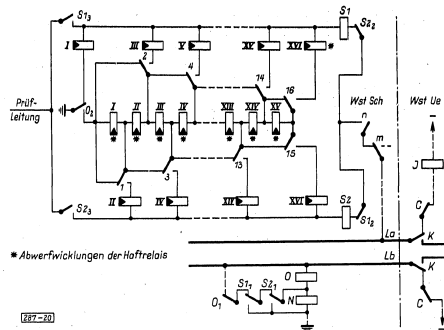 S1₃
S1
S2₂
I
III
V
XV
XVI *
2
4
14
16
Wst Sch
Wst Ue
Prüf-
leitung
O₂
I
II
III
IV
XIII
XIV
XV
n
m
1
3
13
15
J
II
IV
XIV
XVI
S2₃
S2
S1₂
C
* Abwerfwicklungen der Haftrelais
La
K
Lb
K
C
O₁
S1₁
S2₁
O
N
287-20